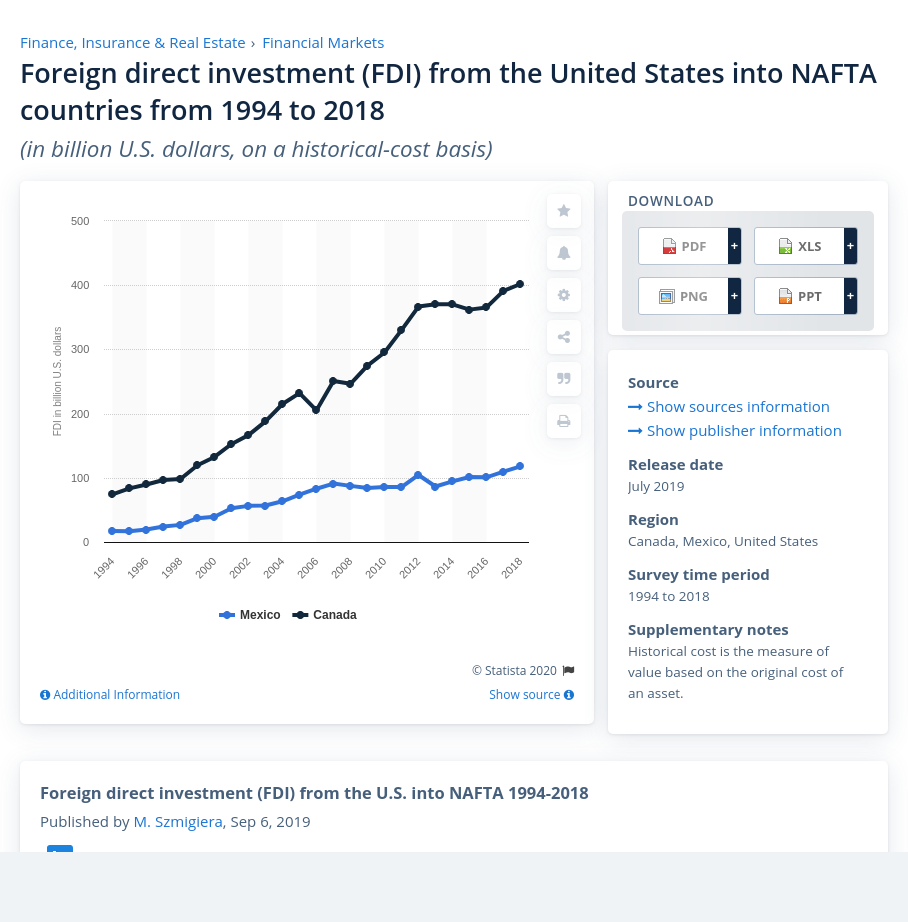 Finance, Insurance & Real Estate › Financial Markets
Foreign direct investment (FDI) from the United States into NAFTA
countries from 1994 to 2018
(in billion U.S. dollars, on a historical-cost basis)
500
400
300
200
100
0
FDI in billion U.S. dollars
1994
1996
1998
2000
2002
2004
2006
2008
2010
2012
2014
2016
2018
Mexico Canada
© Statista 2020
Additional Information
Show source
DOWNLOAD
PDF +
XLS +
PNG +
PPT +
Source
Show sources information
Show publisher information
Release date
July 2019
Region
Canada, Mexico, United States
Survey time period
1994 to 2018
Supplementary notes
Historical cost is the measure of
value based on the original cost of
an asset.
Foreign direct investment (FDI) from the U.S. into NAFTA 1994-2018
Published by M. Szmigiera, Sep 6, 2019